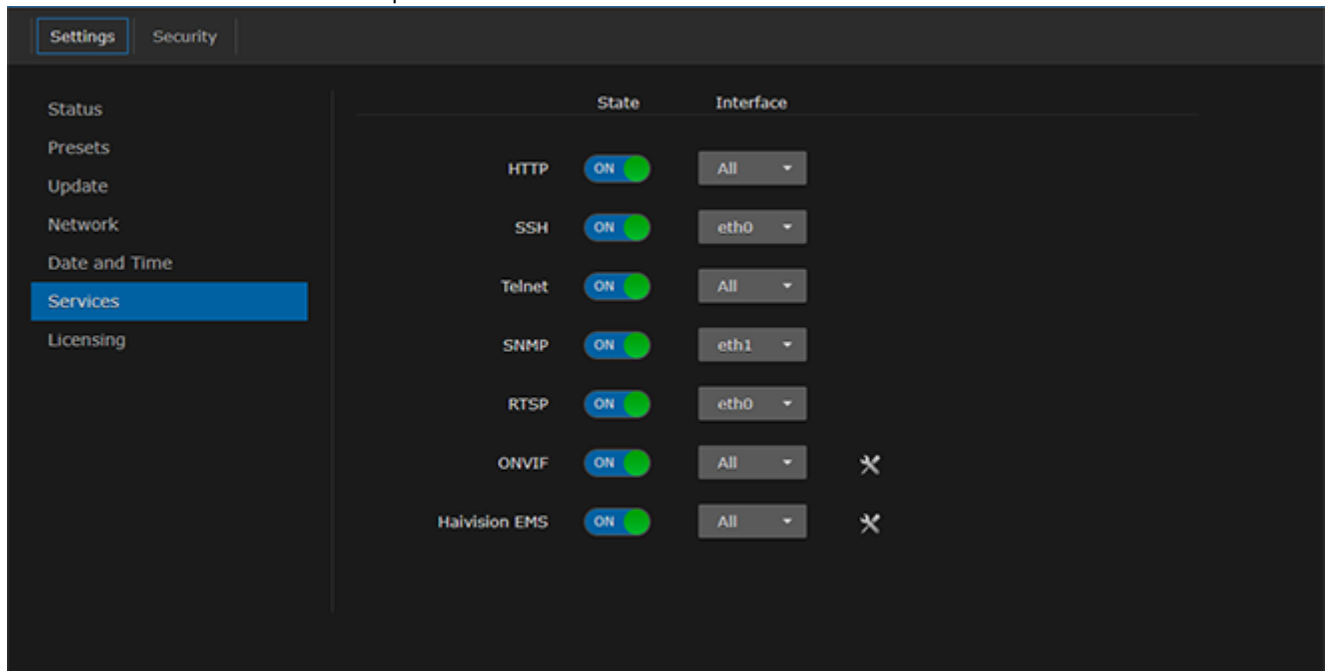 Settings Security
Status
Presets
Update
Network
Date and Time
Services
Licensing
State Interface
HTTP ON All
SSH ON eth0
Telnet ON All
SNMP ON eth1
RTSP ON eth0
ONVIF ON All
Haivision EMS ON All